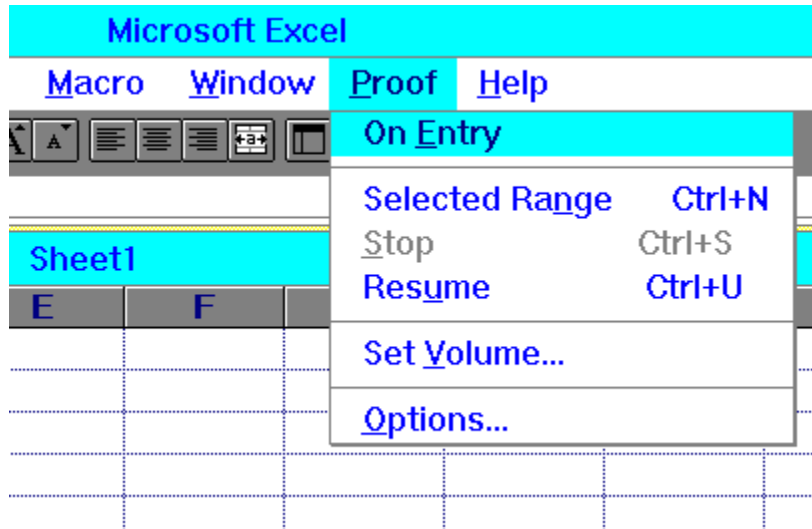 Microsoft Excel
Macro Window Proof Help
On Entry
A a
Selected Range Ctrl+N
Stop Ctrl+S
Sheet1
Resume Ctrl+U
E F
Set Volume...
Options...